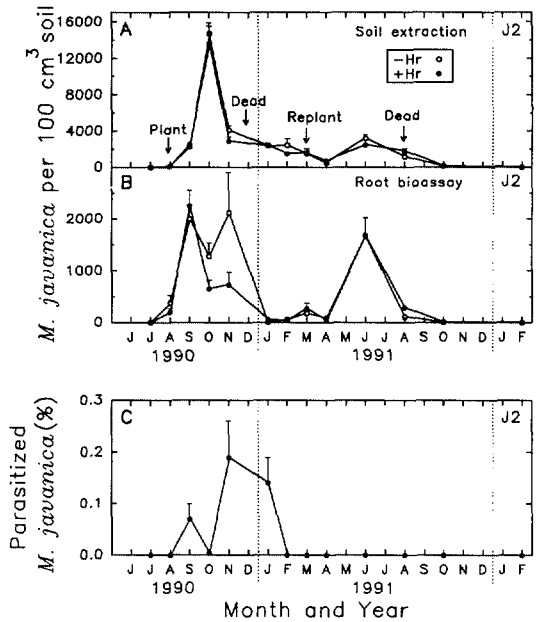 A
Soil extraction
J2
16000
12000
8000
4000
0
−Hr
+Hr
Plant
Dead
Replant
Dead
B
Root bioassay
J2
2000
1000
0
M. javanica per 100 cm³ soil
J J A S O N D J F M A M J J A S O N D J F
1990 1991
C
J2
0.3
0.2
0.1
0.0
Parasitized
M. javanica (%)
J J A S O N D J F M A M J J A S O N D J F
1990 1991
Month and Year